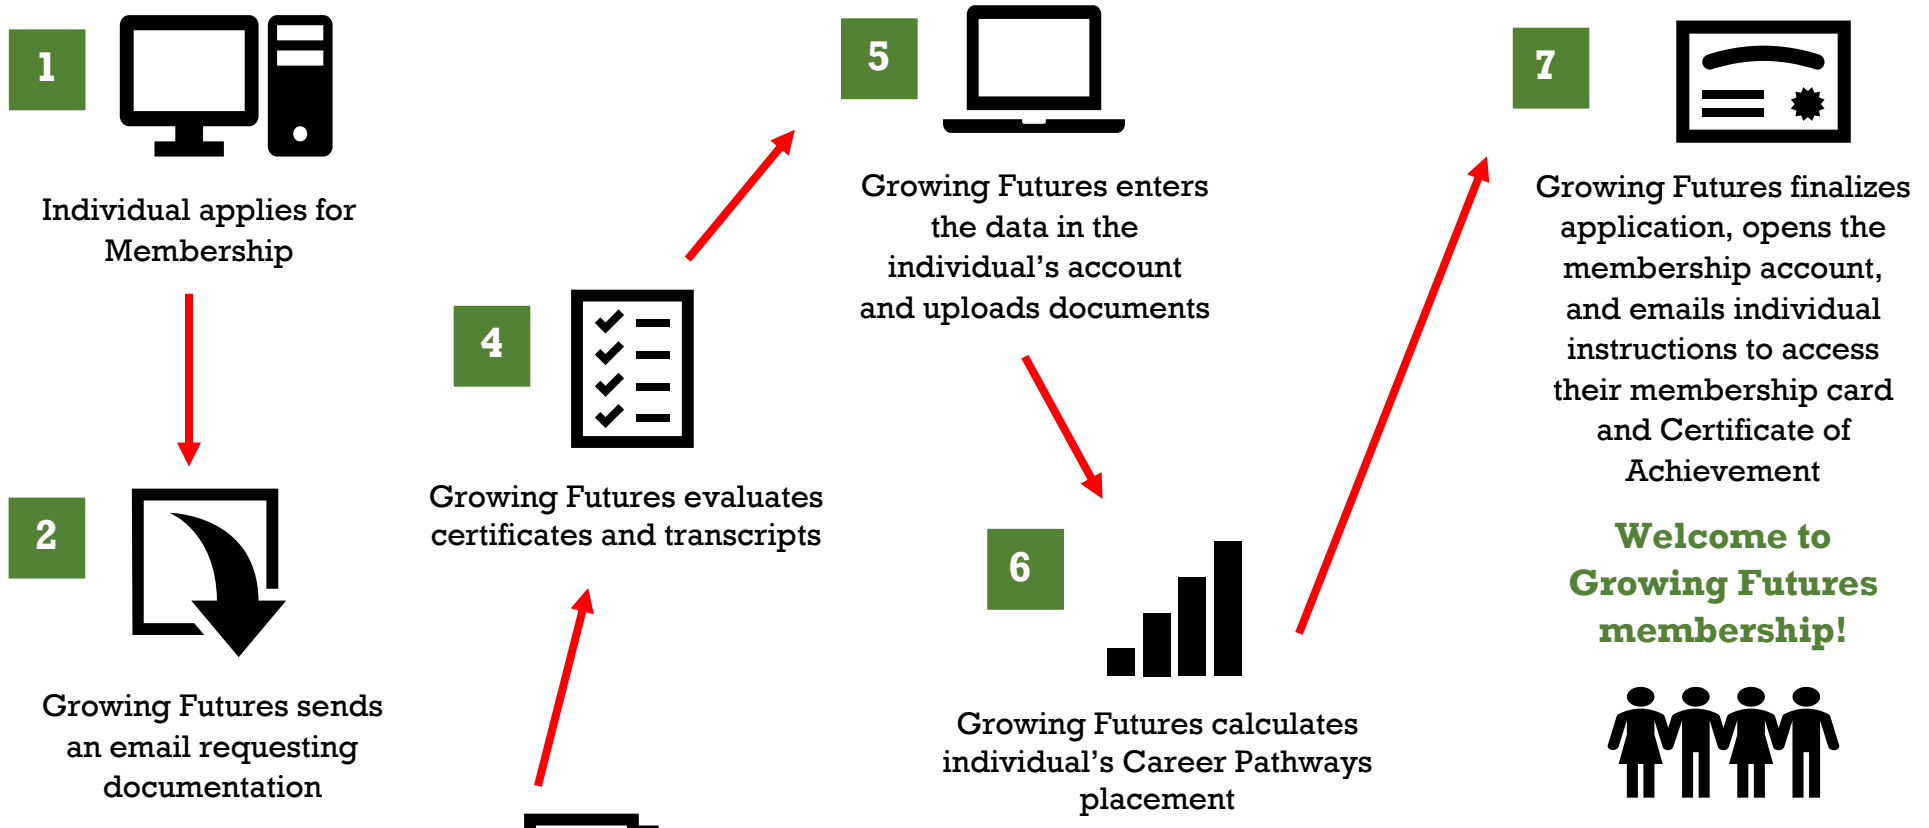 1
Individual applies for
Membership
2
Growing Futures sends
an email requesting
documentation
4
Growing Futures evaluates
certificates and transcripts
5
Growing Futures enters
the data in the
individual’s account
and uploads documents
6
Growing Futures calculates
individual’s Career Pathways
placement
7
Growing Futures finalizes
application, opens the
membership account,
and emails individual
instructions to access
their membership card
and Certificate of
Achievement
Welcome to
Growing Futures
membership!